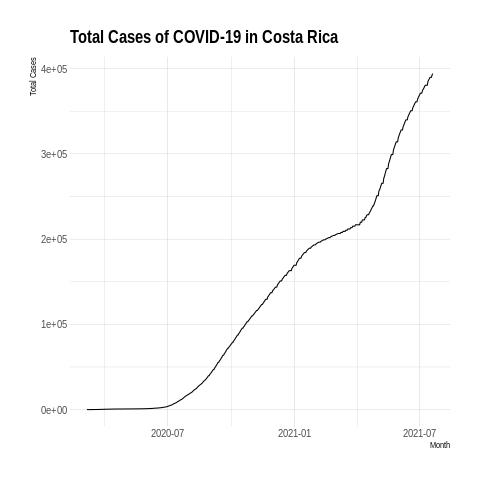 Total Cases of COVID-19 in Costa Rica
Total Cases
4e+05
3e+05
2e+05
1e+05
0e+00
2020-07
2021-01
2021-07
Month